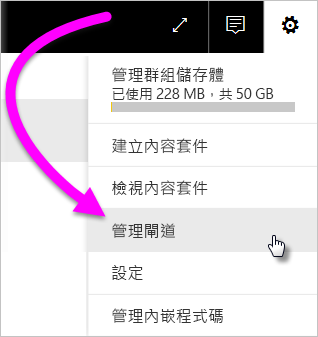 管理群組儲存體
已使用 228 MB，共 50 GB
建立內容套件
檢視內容套件
管理閘道
設定
管理內嵌程式碼